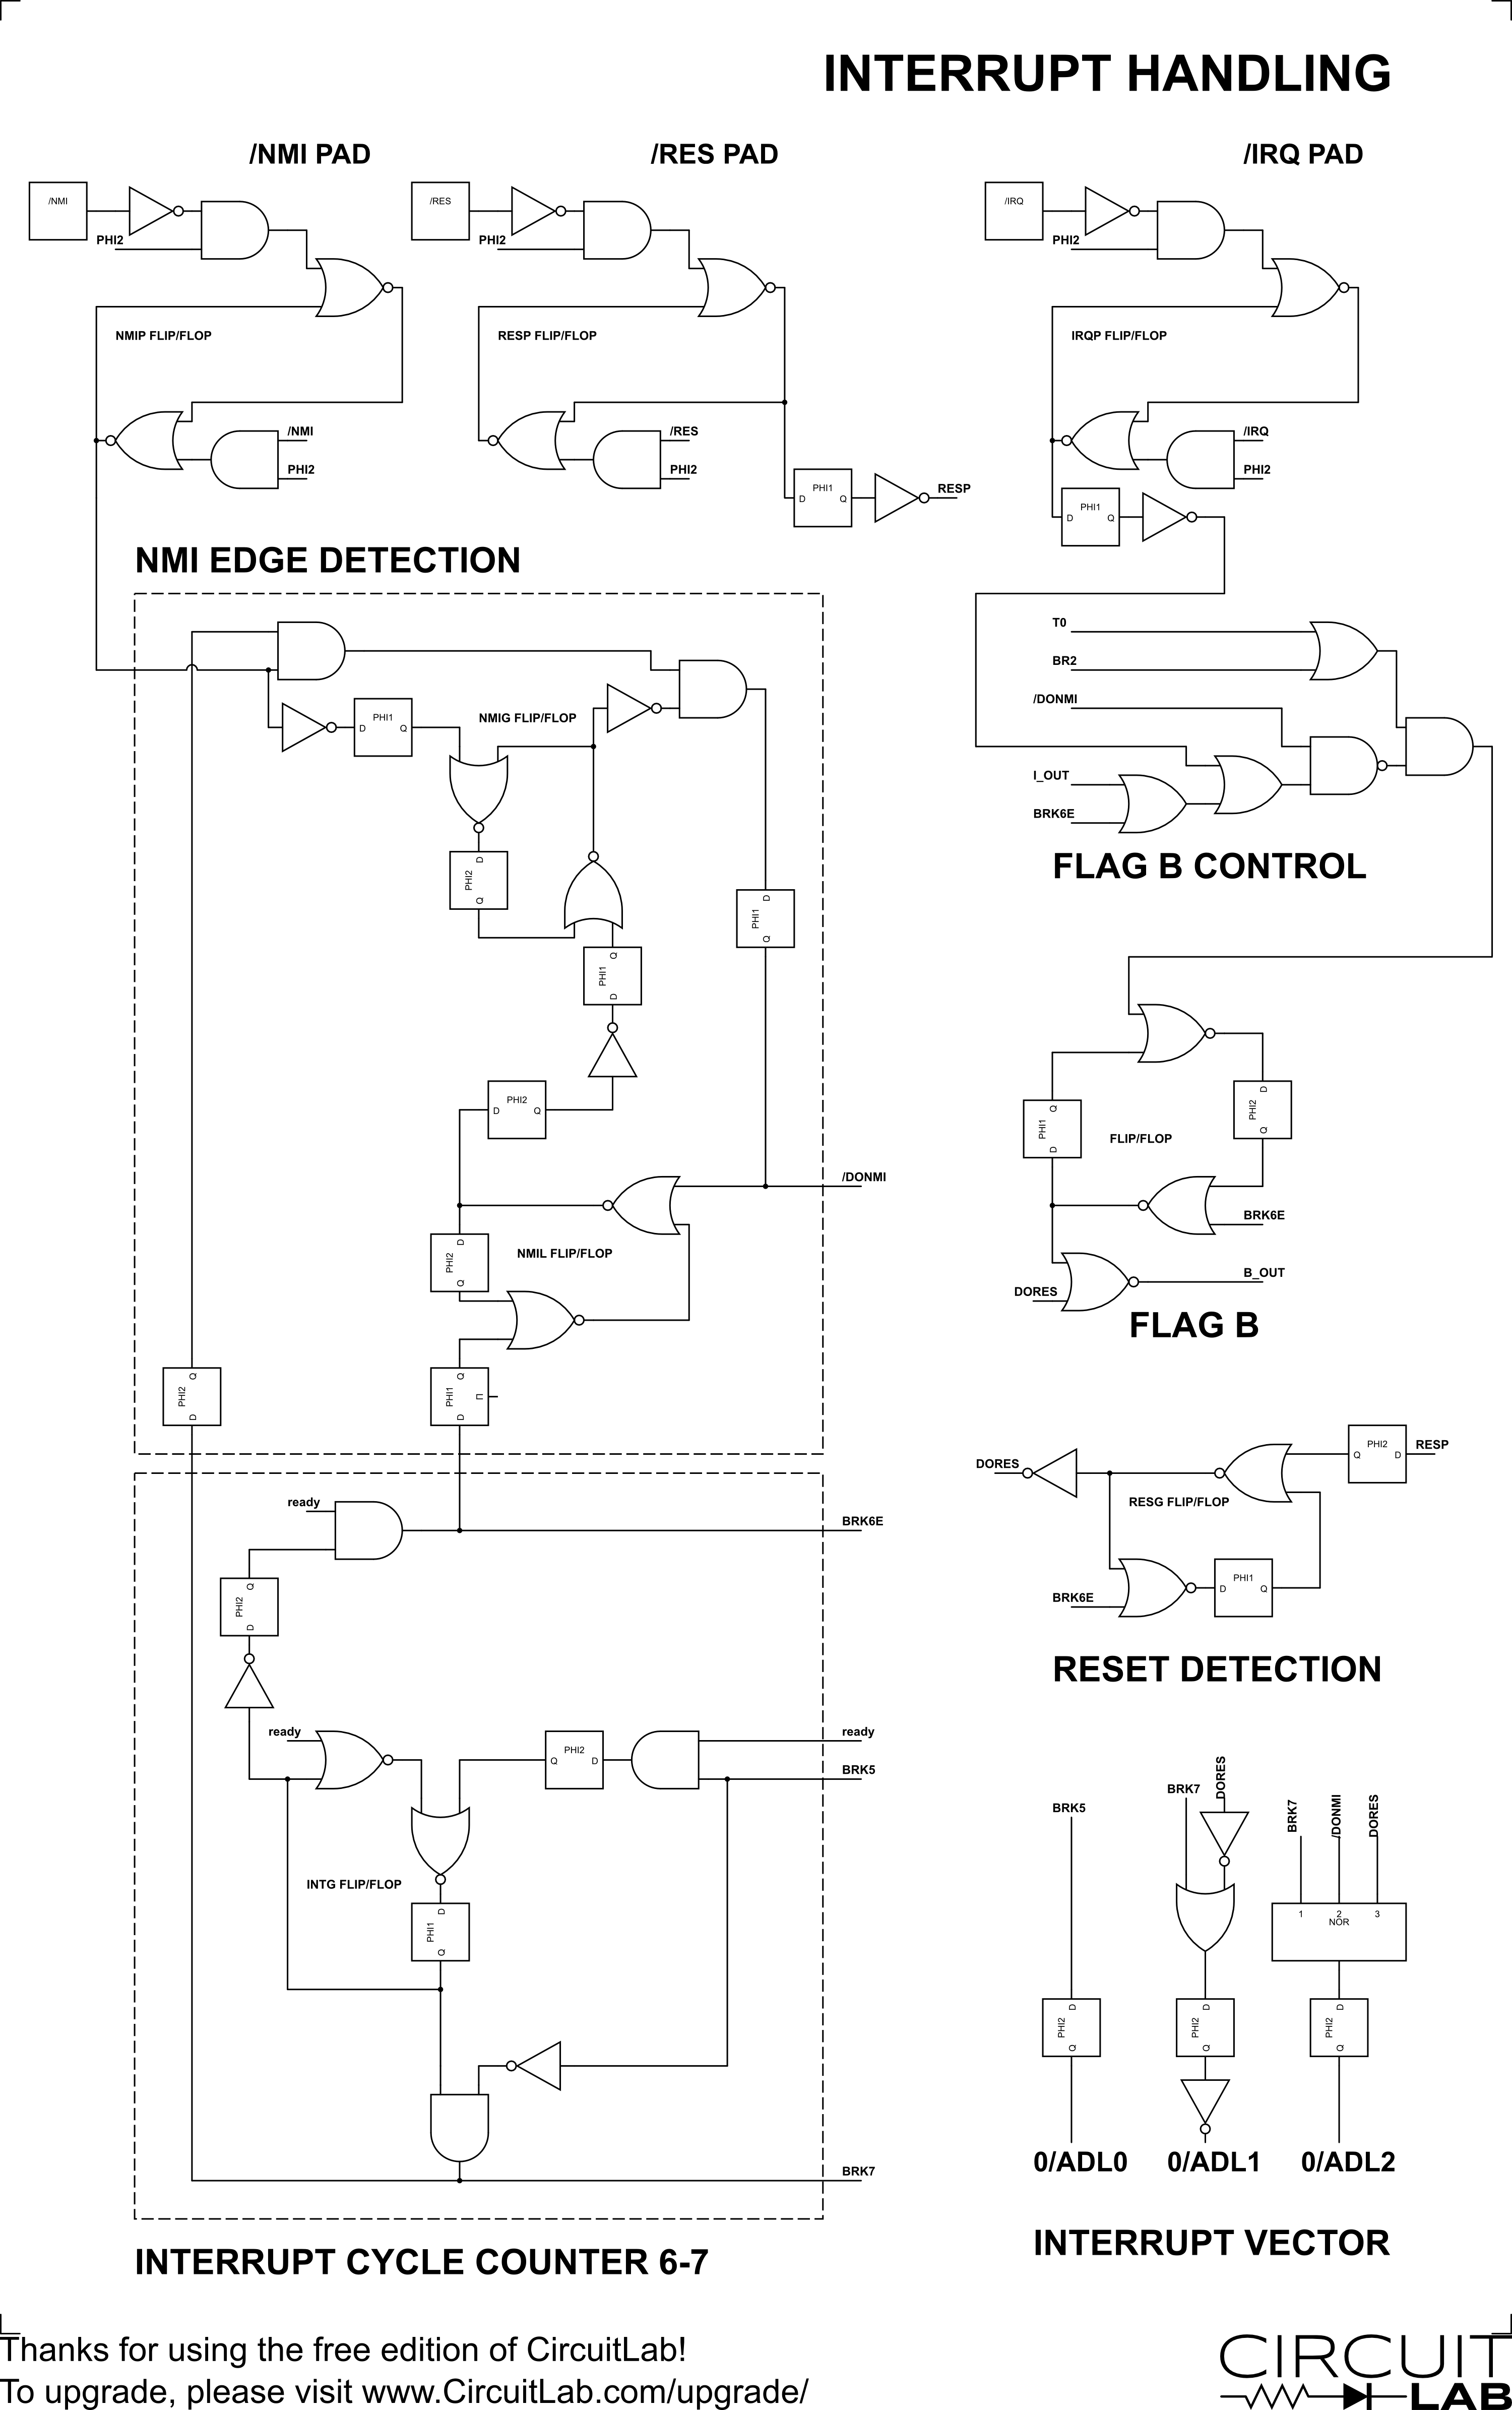 INTERRUPT HANDLING
/NMI PAD
/RES PAD
/IRQ PAD
/NMI
/RES
/IRQ
PHI2
PHI2
PHI2
NMIP FLIP/FLOP
RESP FLIP/FLOP
IRQP FLIP/FLOP
/NMI
PHI2
/RES
PHI2
/IRQ
PHI2
PHI1
D Q
RESP
PHI1
D Q
NMI EDGE DETECTION
T0
BR2
/DONMI
I_OUT
BRK6E
FLAG B CONTROL
PHI1
D Q
NMIG FLIP/FLOP
PHI2
D
Q
PHI1
D
Q
PHI1
Q
D
PHI2
D Q
/DONMI
PHI2
D
Q
NMIL FLIP/FLOP
PHI2
Q
D
PHI1
Q
D
PHI1
Q
D
FLIP/FLOP
PHI2
D
Q
BRK6E
B_OUT
DORES
FLAG B
PHI2
Q D
RESP
DORES
RESG FLIP/FLOP
BRK6E
PHI1
D Q
RESET DETECTION
ready
BRK6E
PHI2
Q
D
ready
PHI2
Q D
ready
BRK5
INTG FLIP/FLOP
PHI1
D
Q
BRK7
INTERRUPT CYCLE COUNTER 6-7
BRK5
BRK7
DORES
BRK7
/DONMI
DORES
1 2 3
NOR
PHI2
D
Q
PHI2
D
Q
PHI2
D
Q
0/ADL0
0/ADL1
0/ADL2
INTERRUPT VECTOR
Thanks for using the free edition of CircuitLab!
To upgrade, please visit www.CircuitLab.com/upgrade/
CIRCUIT
LAB